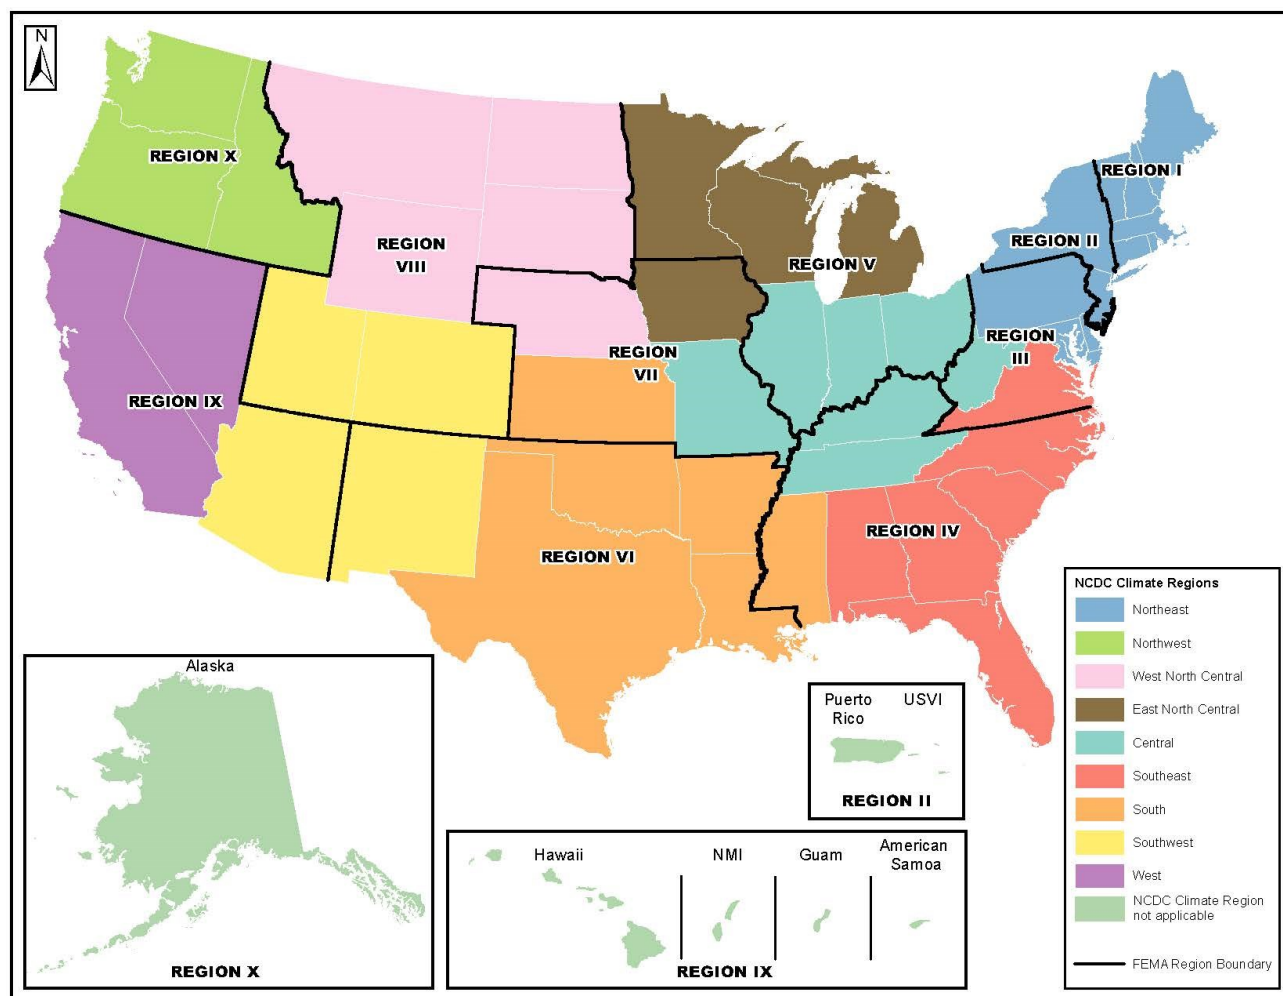 N
REGION X
REGION
VIII
REGION V
REGION I
REGION II
REGION
III
REGION
VII
REGION IX
REGION IV
REGION VI
NCDC Climate Regions
Northeast
Northwest
West North Central
East North Central
Central
Southeast
South
Southwest
West
NCDC Climate Region
not applicable
FEMA Region Boundary
Alaska
REGION X
Puerto
Rico
USVI
REGION II
Hawaii
NMI
Guam
American
Samoa
REGION IX